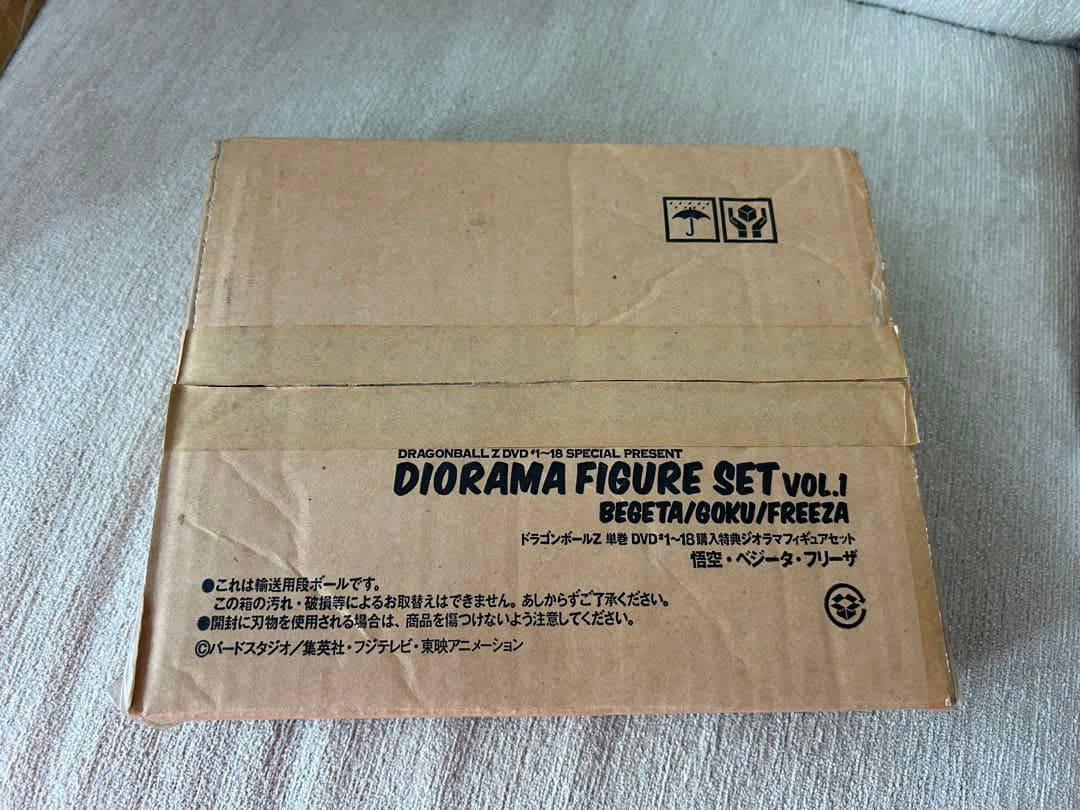 DRAGONBALL Z DVD #1~18 SPECIAL PRESENT
DIORAMA FIGURE SET VOL.1
BEGETA/GOKU/FREEZA
ドラゴンボールZ 単巻 DVD #1~18購入特典ジオラマフィギュアセット
悟空・ベジータ・フリーザ
●これは輸送用段ボールです。
この箱の汚れ・破損等によるお取替えはできません。あしからずご了承ください。
●開封に刃物を使用される場合は、商品を傷つけないよう注意してください。
©バードスタジオ/集英社・フジテレビ・東映アニメーション